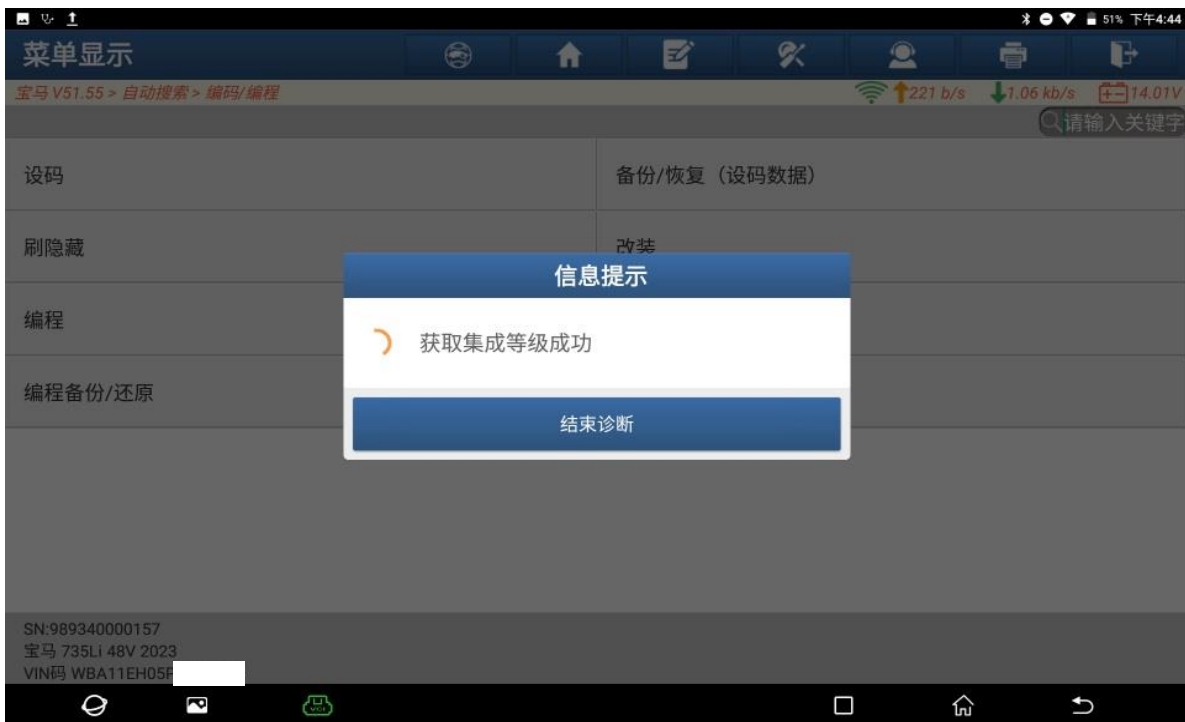 51% 下午4:44
菜单显示
宝马 V51.55 > 自动搜索 > 编码/编程
221 b/s 1.06 kb/s 14.01V
请输入关键字
设码
备份/恢复（设码数据）
刷隐藏
改装
信息提示
编程
获取集成等级成功
编程备份/还原
结束诊断
SN:989340000157
宝马 735Li 48V 2023
VIN码 WBA11EH05P
VCI